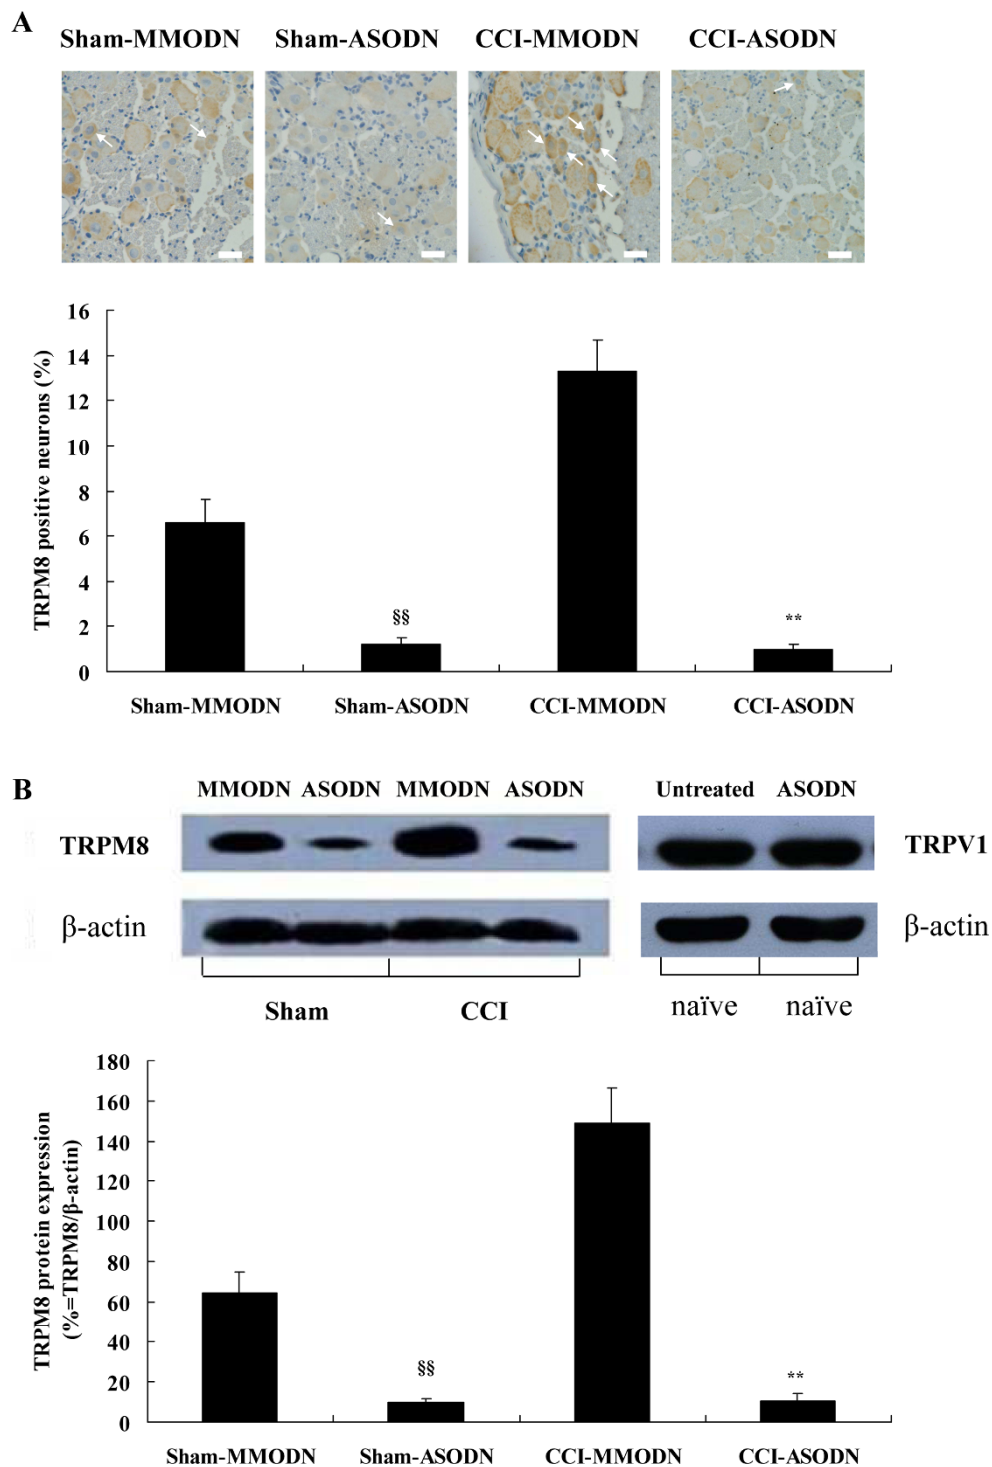 A
Sham-MMODN Sham-ASODN CCI-MMODN CCI-ASODN
16
14
12
10
8
6
4
2
0
TRPM8 positive neurons (%)
§§
**
Sham-MMODN Sham-ASODN CCI-MMODN CCI-ASODN
B
MMODN ASODN MMODN ASODN Untreated ASODN
TRPM8 TRPV1
β-actin β-actin
Sham CCI naïve naïve
180
160
140
120
100
80
60
40
20
0
TRPM8 protein expression
(%=TRPM8/β-actin)
§§
**
Sham-MMODN Sham-ASODN CCI-MMODN CCI-ASODN